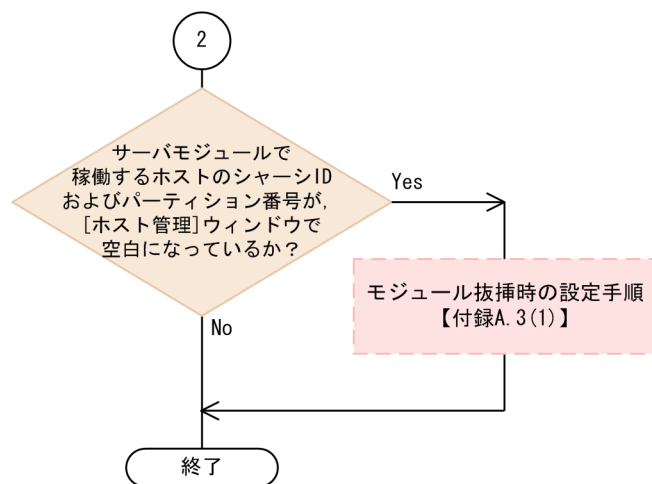 2
サーバモジュールで
稼働するホストのシャーシID
およびパーティション番号が,
[ホスト管理]ウィンドウで
空白になっているか？
Yes
モジュール抜挿時の設定手順
【付録A.3(1)】
No
終了